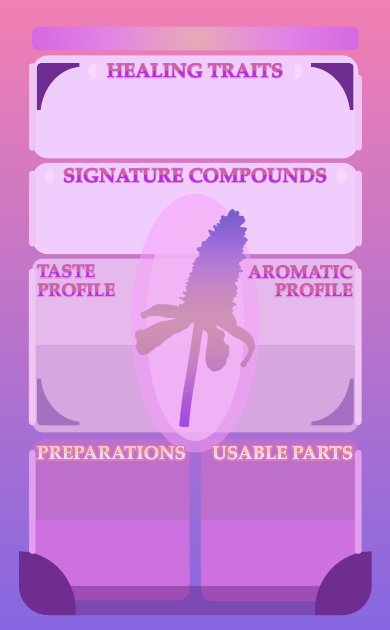 HEALING TRAITS
SIGNATURE COMPOUNDS
TASTE
PROFILE
AROMATIC
PROFILE
PREPARATIONS
USABLE PARTS